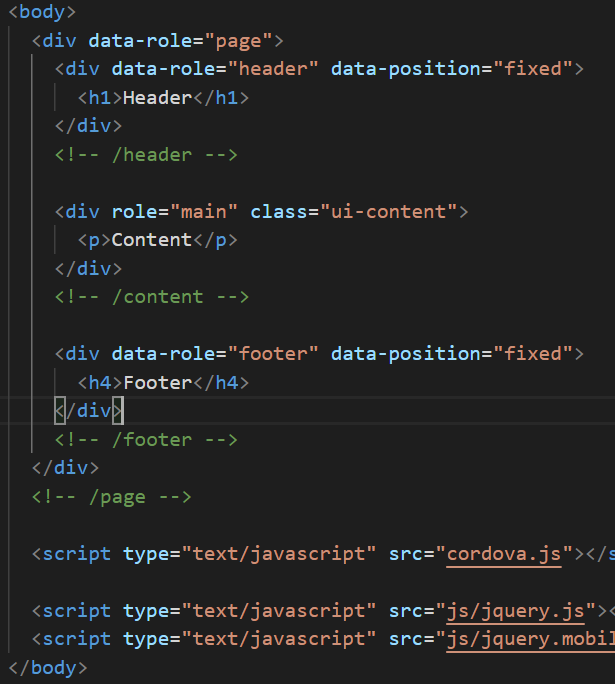 <body>
<div data-role="page">
<div data-role="header" data-position="fixed">
<h1>Header</h1>
</div>
<!-- /header -->
<div role="main" class="ui-content">
<p>Content</p>
</div>
<!-- /content -->
<div data-role="footer" data-position="fixed">
<h4>Footer</h4>
</div>
<!-- /footer -->
</div>
<!-- /page -->
<script type="text/javascript" src="cordova.js"></s
<script type="text/javascript" src="js/jquery.js"><
<script type="text/javascript" src="js/jquery.mobil
</body>